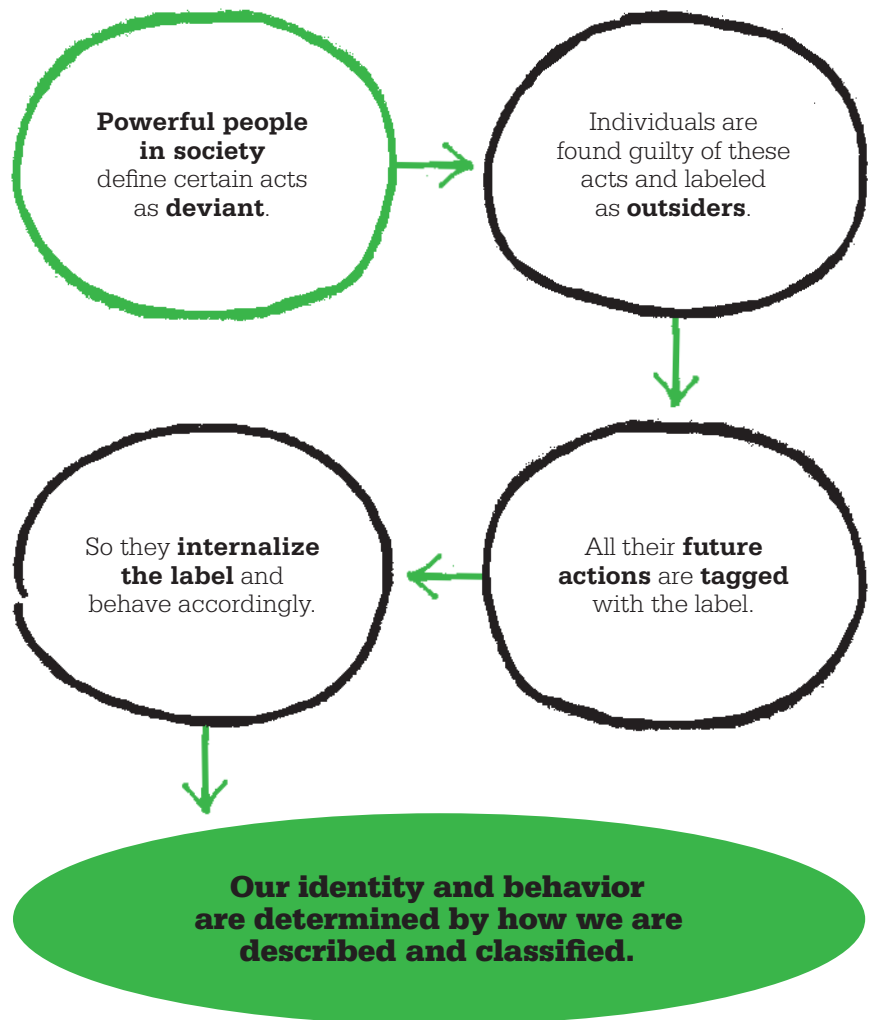 Powerful people
in society
define certain acts
as deviant.
Individuals are
found guilty of these
acts and labeled
as outsiders.
All their future
actions are tagged
with the label.
So they internalize
the label and
behave accordingly.
Our identity and behavior
are determined by how we are
described and classified.